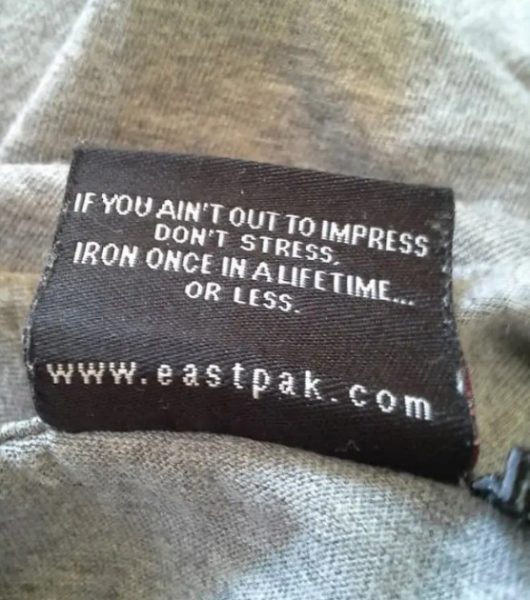 IF YOU AIN'T OUT TO IMPRESS
DON'T STRESS,
IRON ONCE IN A LIFETIME...
OR LESS.
www.eastpak.com